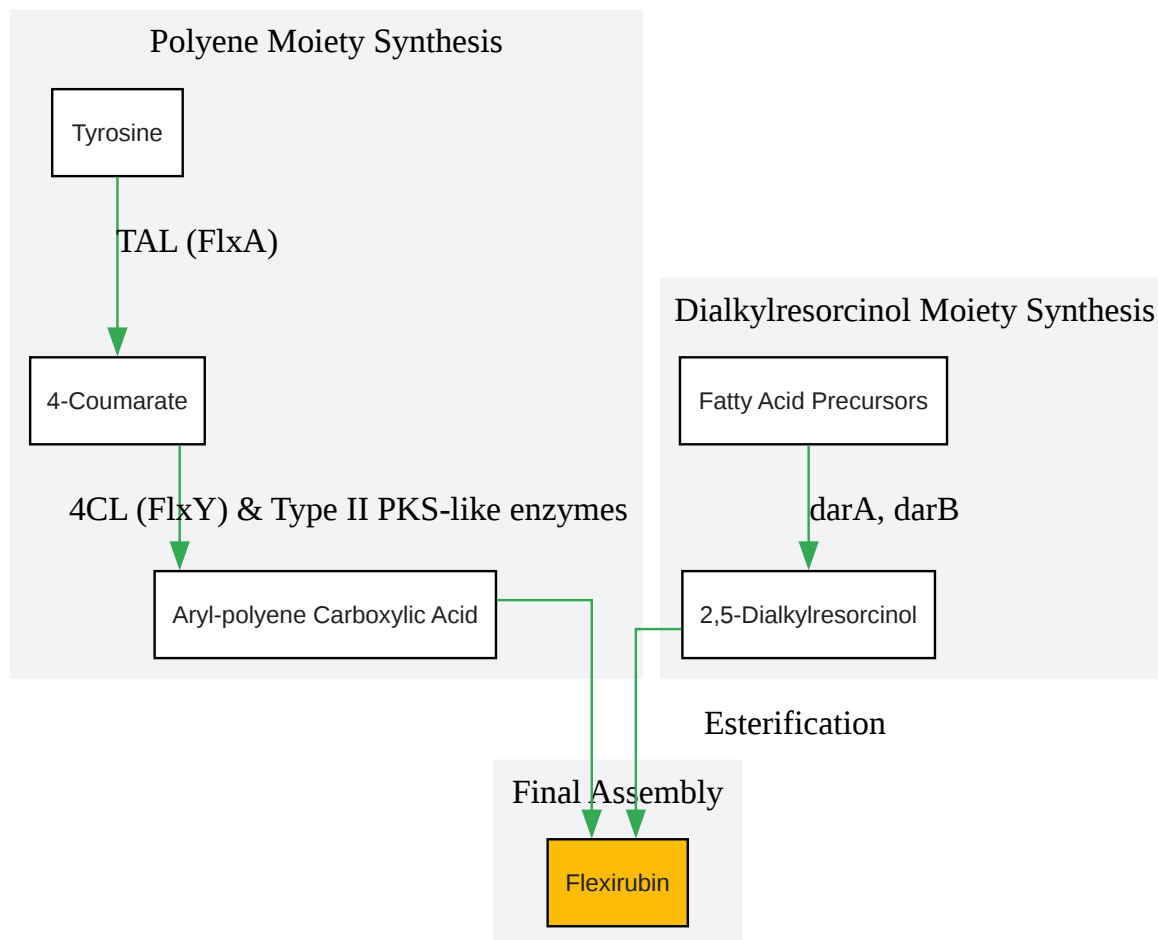 Polyene Moiety Synthesis
Tyrosine
TAL (FlxA)
4-Coumarate
4CL (FlxY) & Type II PKS-like enzymes
Aryl-polyene Carboxylic Acid
Dialkylresorcinol Moiety Synthesis
Fatty Acid Precursors
darA, darB
2,5-Dialkylresorcinol
Esterification
Final Assembly
Flexirubin